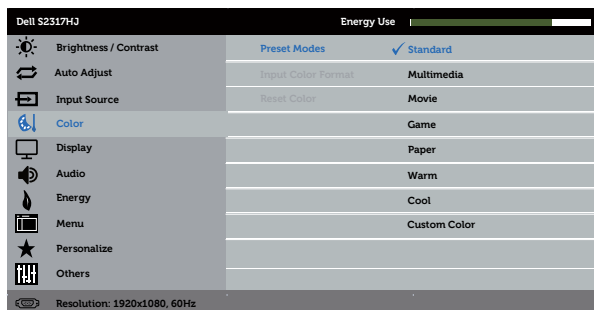 Dell S2317HJ Energy Use
Brightness / Contrast Preset Modes Standard
Auto Adjust Input Color Format Multimedia
Input Source Reset Color Movie
Color Game
Display Paper
Audio Warm
Energy Cool
Menu Custom Color
Personalize
Others
Resolution: 1920x1080, 60Hz